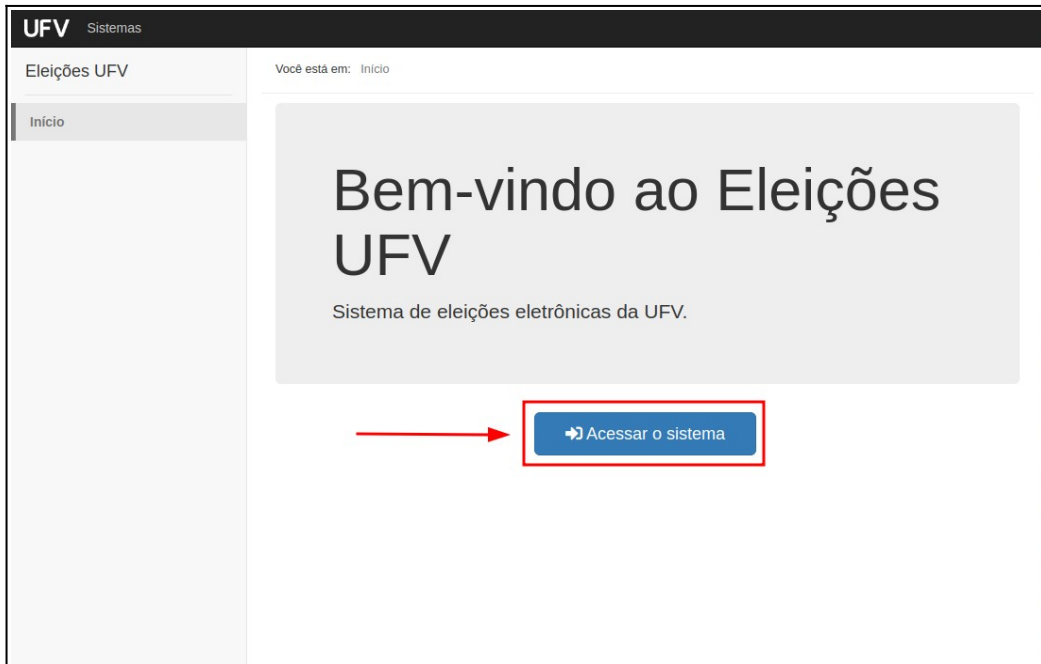 UFV Sistemas
Eleições UFV
Você está em: Início
Início
Bem-vindo ao Eleições
UFV
Sistema de eleições eletrônicas da UFV.
Acessar o sistema